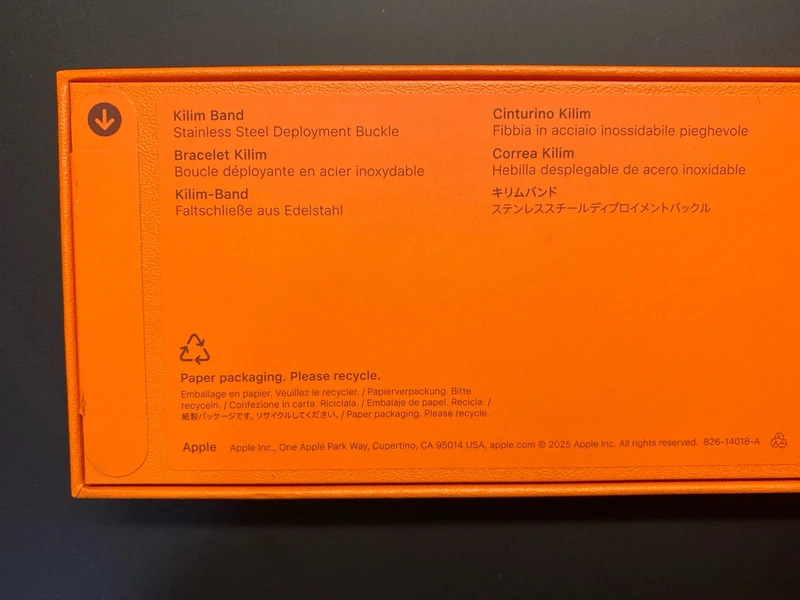 Kilim Band
Stainless Steel Deployment Buckle
Bracelet Kilim
Boucle déployante en acier inoxydable
Kilim-Band
Faltschließe aus Edelstahl
Cinturino Kilim
Fibbia in acciaio inossidabile pieghevole
Correa Kilim
Hebilla desplegable de acero inoxidable
キリムバンド
ステンレススチールディプロイメントバックル
Paper packaging. Please recycle.
Emballage en papier. Veuillez le recycler. / Papierverpackung. Bitte
recyceln. / Confezione in carta. Riciclala. / Embalaje de papel. Recicla. /
紙製パッケージです。リサイクルしてください。/ Paper packaging. Please recycle.
Apple Apple Inc., One Apple Park Way, Cupertino, CA 95014 USA, apple.com © 2025 Apple Inc. All rights reserved. 826-14018-A